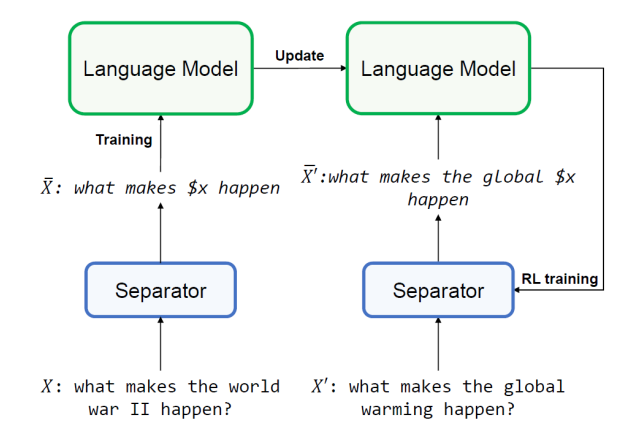 Language Model
Update
Language Model
Training
X̄: what makes $x happen
X̄′:what makes the global $x
happen
Separator
Separator
RL training
X: what makes the world
war II happen?
X′: what makes the global
warming happen?